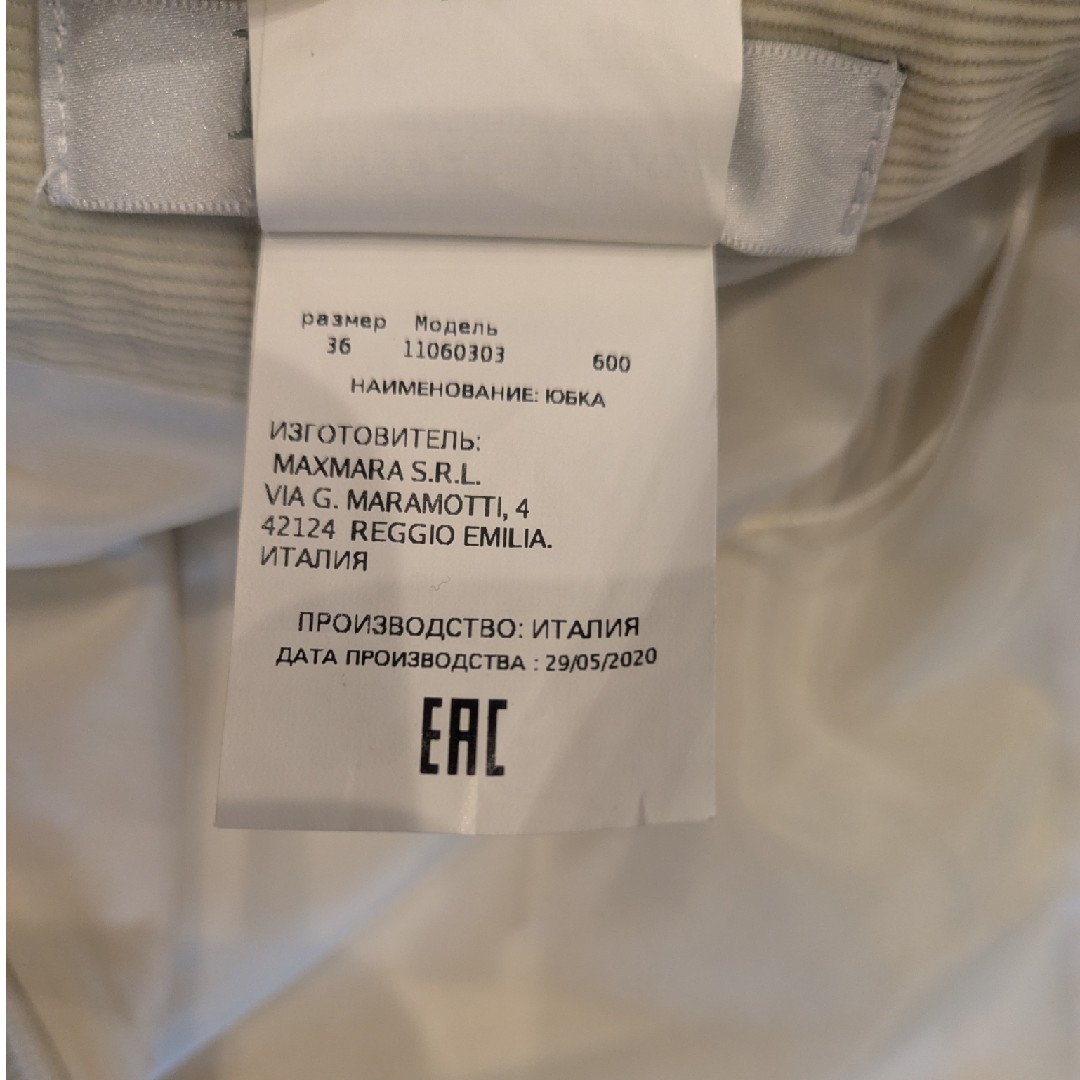 размер Модель
36 11060303 600
НАИМЕНОВАНИЕ: ЮБКА
ИЗГОТОВИТЕЛЬ:
MAXMARA S.R.L.
VIA G. MARAMOTTI, 4
42124 REGGIO EMILIA.
ИТАЛИЯ
ПРОИЗВОДСТВО: ИТАЛИЯ
ДАТА ПРОИЗВОДСТВА : 29/05/2020
EAC